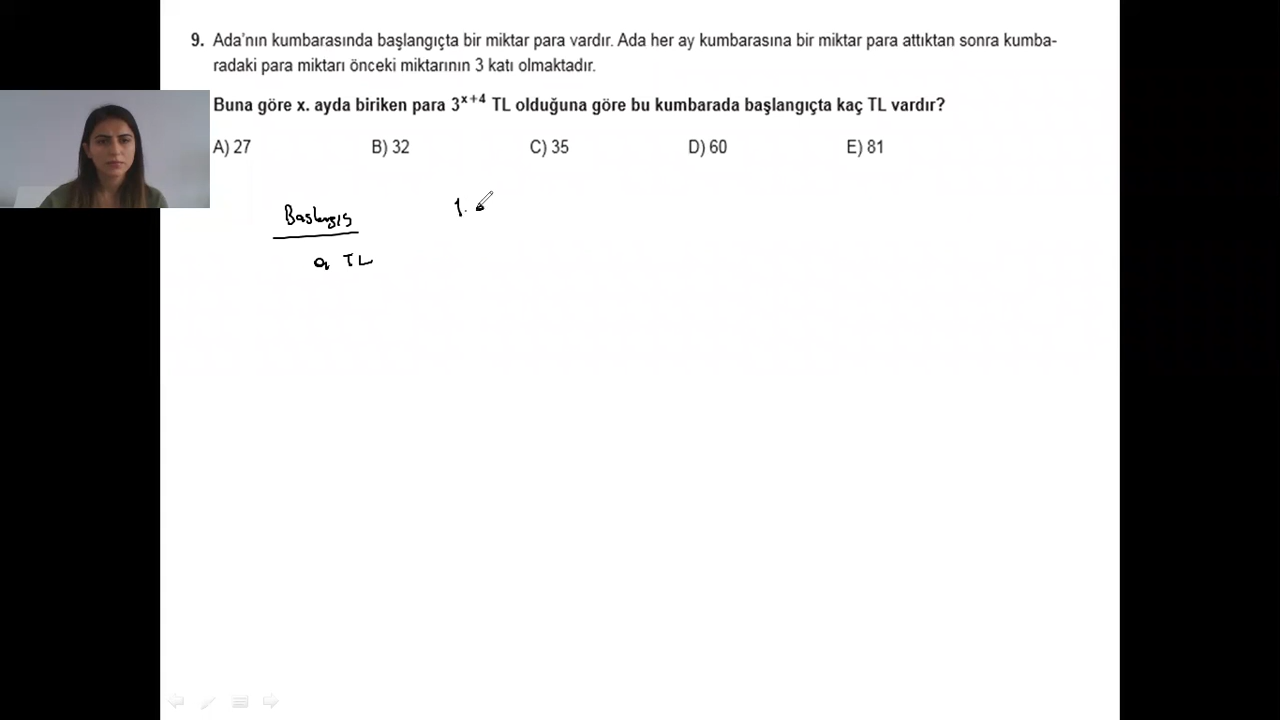 9. Ada’nın kumbarasında başlangıçta bir miktar para vardır. Ada her ay kumbarasına bir miktar para attıktan sonra kumba-
radaki para miktarı önceki miktarının 3 katı olmaktadır.
Buna göre x. ayda biriken para 3^{x+4} TL olduğuna göre bu kumbarada başlangıçta kaç TL vardır?
A) 27 B) 32 C) 35 D) 60 E) 81
Başlangıç 1.
a TL